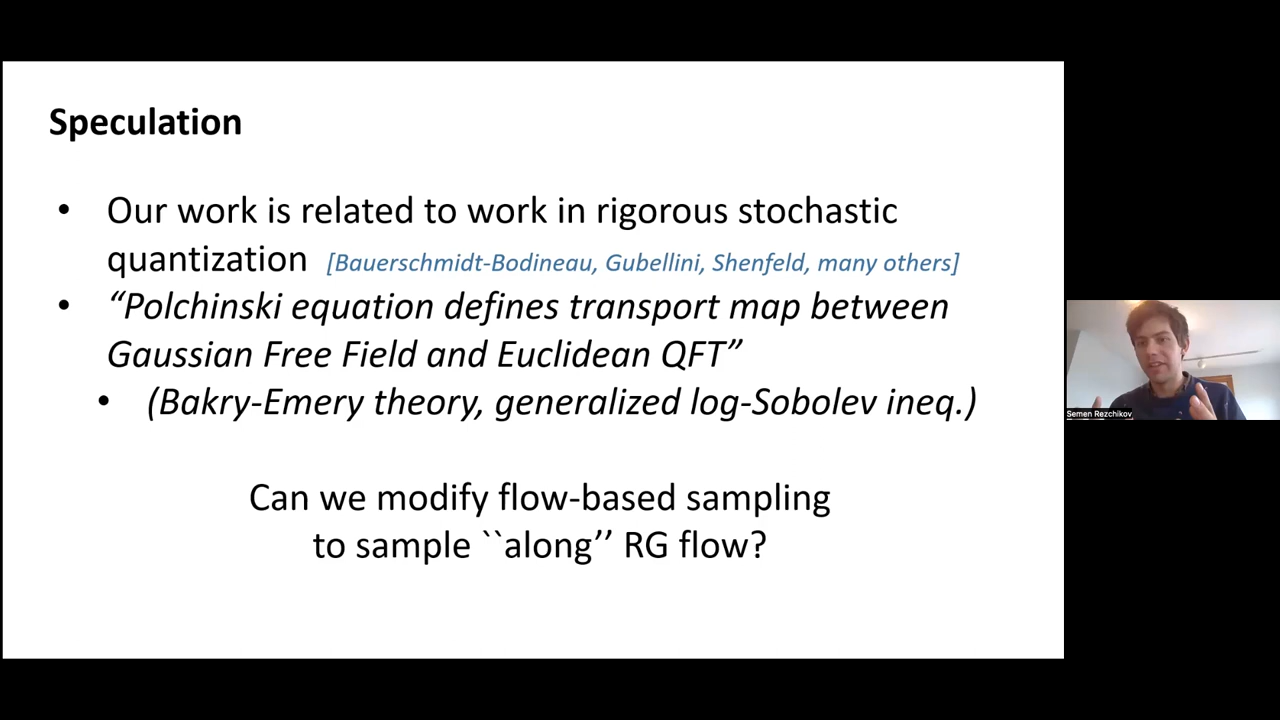 Speculation
• Our work is related to work in rigorous stochastic
quantization [Bauerschmidt-Bodineau, Gubellini, Shenfeld, many others]
• “Polchinski equation defines transport map between
Gaussian Free Field and Euclidean QFT”
• (Bakry-Emery theory, generalized log-Sobolev ineq.)
Can we modify flow-based sampling
to sample ``along’’ RG flow?
Semen Rezchikov